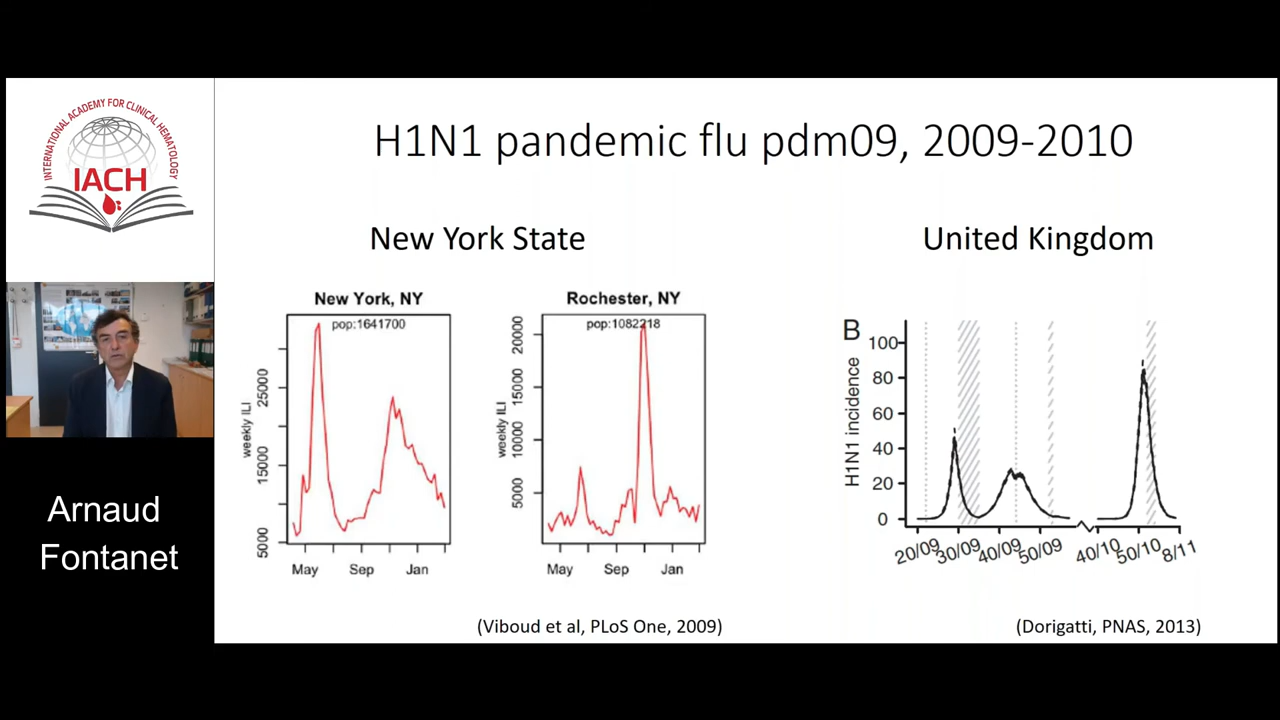 INTERNATIONAL ACADEMY FOR CLINICAL HEMATOLOGY
IACH
Arnaud
Fontanet
H1N1 pandemic flu pdm09, 2009-2010
New York State
United Kingdom
New York, NY
pop:1641700
weekly ILI
25000
15000
5000
May
Sep
Jan
Rochester, NY
pop:1082218
weekly ILI
20000
15000
10000
5000
May
Sep
Jan
(Viboud et al, PLoS One, 2009)
B
H1N1 incidence
100
80
60
40
20
0
20/09
30/09
40/09
50/09
40/10
50/10
8/11
(Dorigatti, PNAS, 2013)